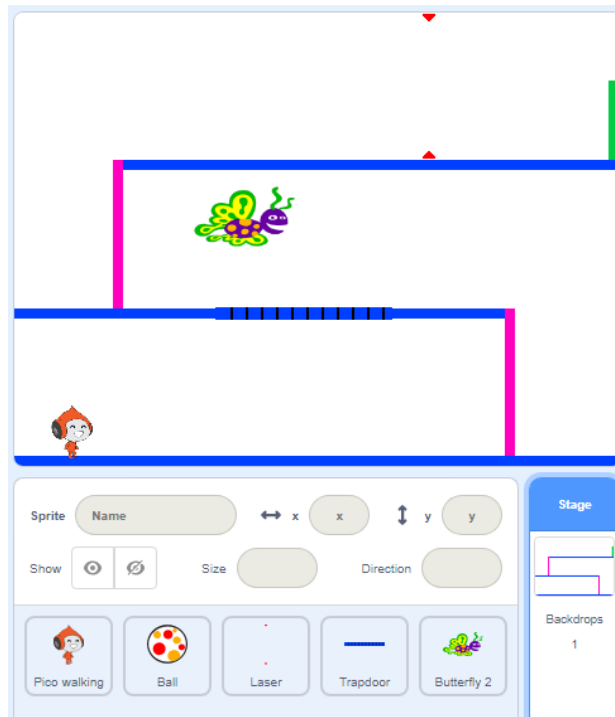 Sprite Name x x y y Stage
Show Size Direction
Backdrops
1
Pico walking Ball Laser Trapdoor Butterfly 2